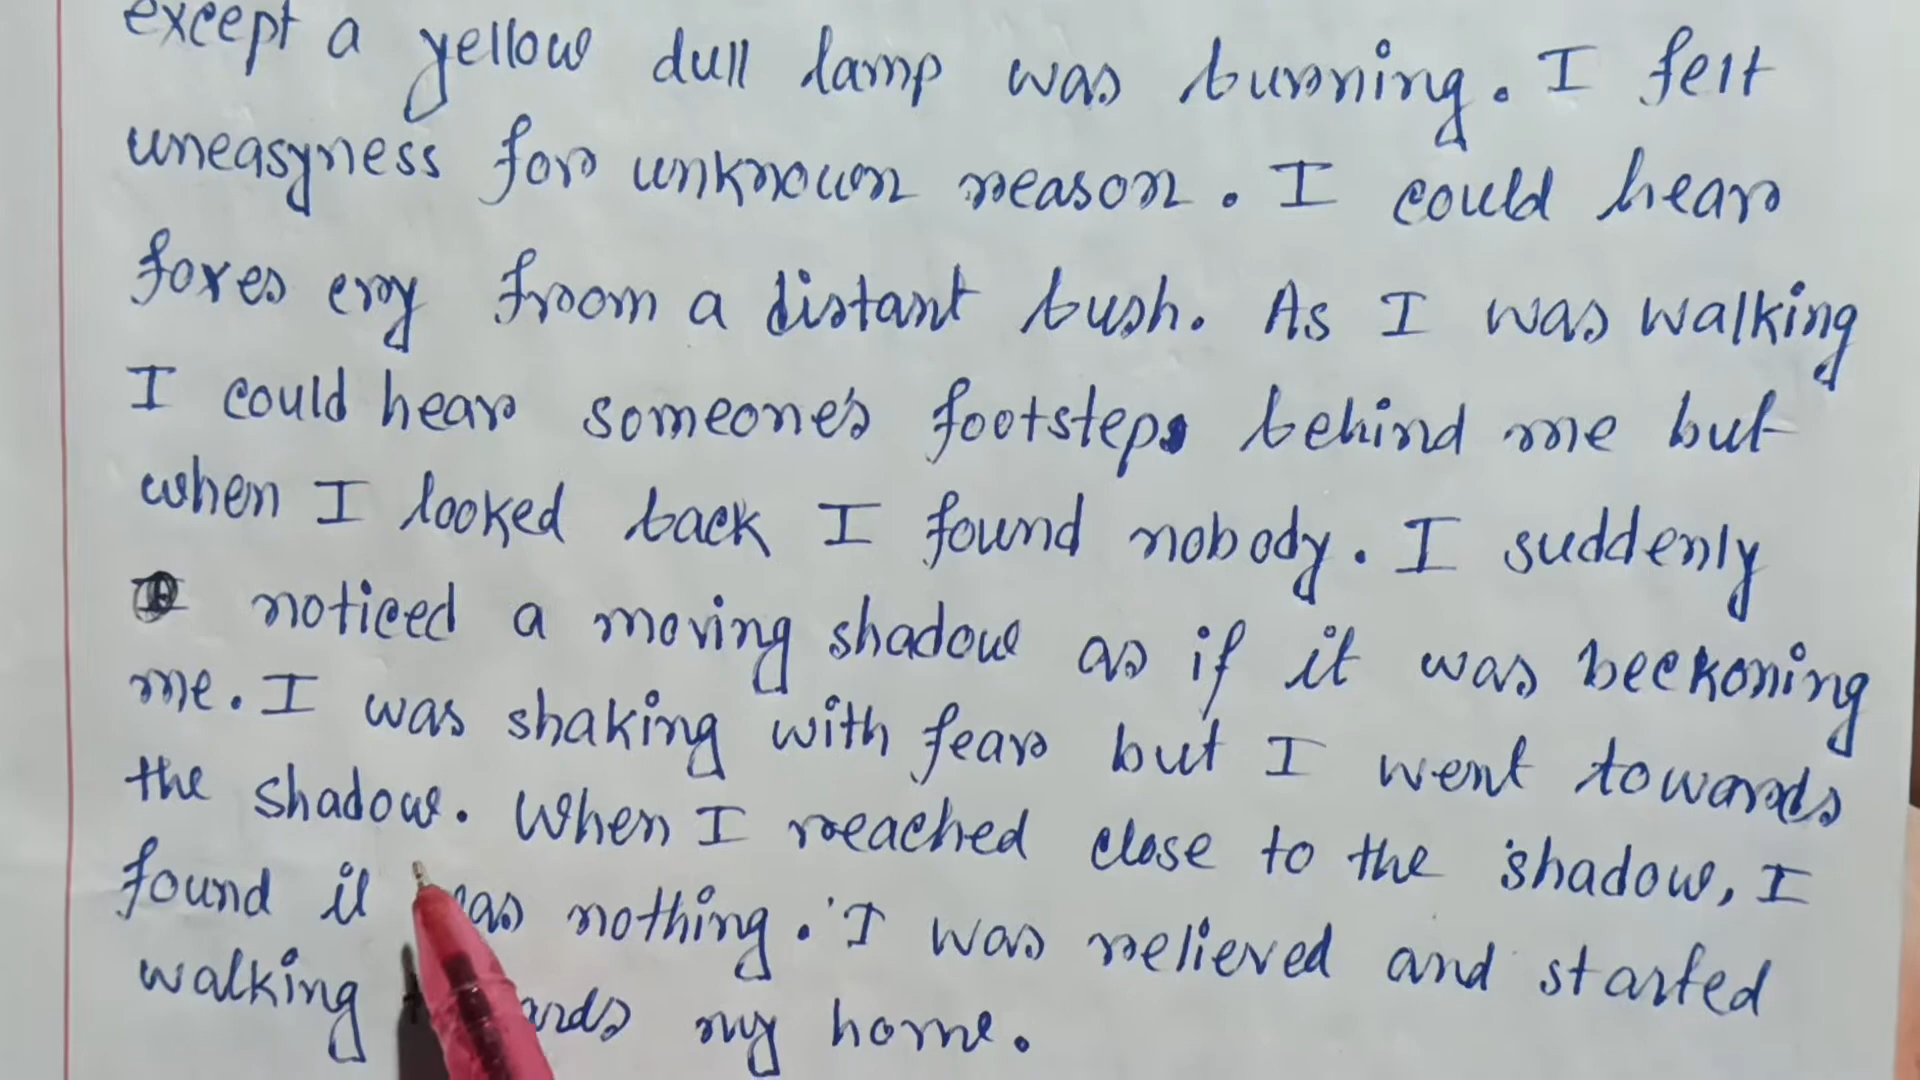 except a yellow dull lamp was burning. I felt
uneasyness for unknown reason. I could hear
foxes cry from a distant bush. As I was walking
I could hear someone's footsteps behind me but
when I looked back I found nobody. I suddenly
noticed a moving shadow as if it was beckoning
me. I was shaking with fear but I went towards
the shadow. When I reached close to the shadow, I
found it was nothing. I was relieved and started
walking towards my home.